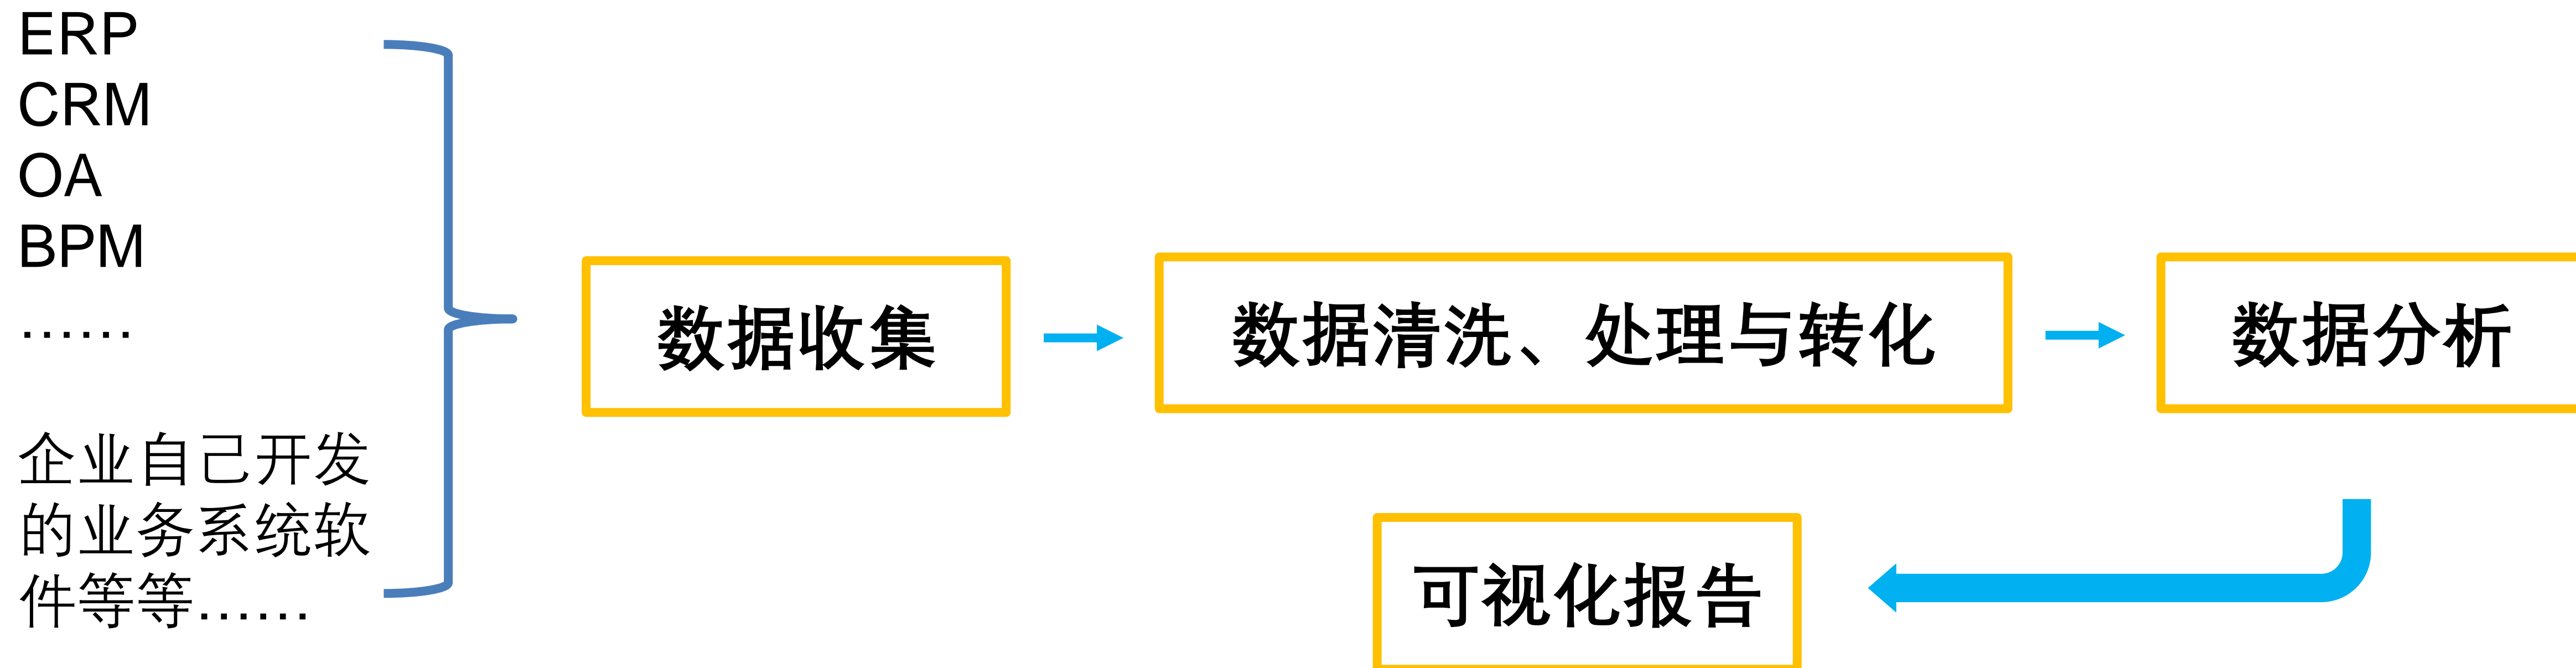 ERP
CRM
OA
BPM
……
企业自己开发
的业务系统软
件等等……
数据收集
数据清洗、处理与转化
数据分析
可视化报告